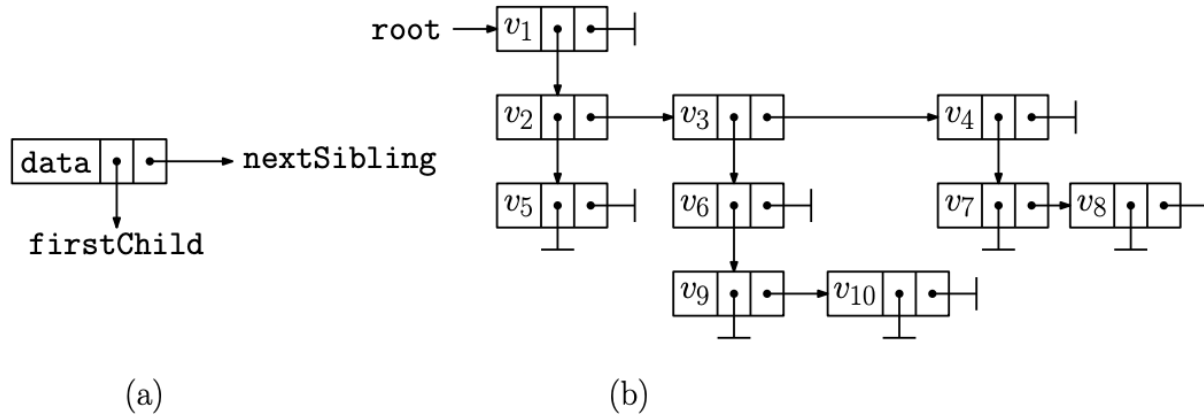 root v1
v2 v3 v4
data nextSibling
v5 v6 v7 v8
firstChild
v9 v10
(a) (b)